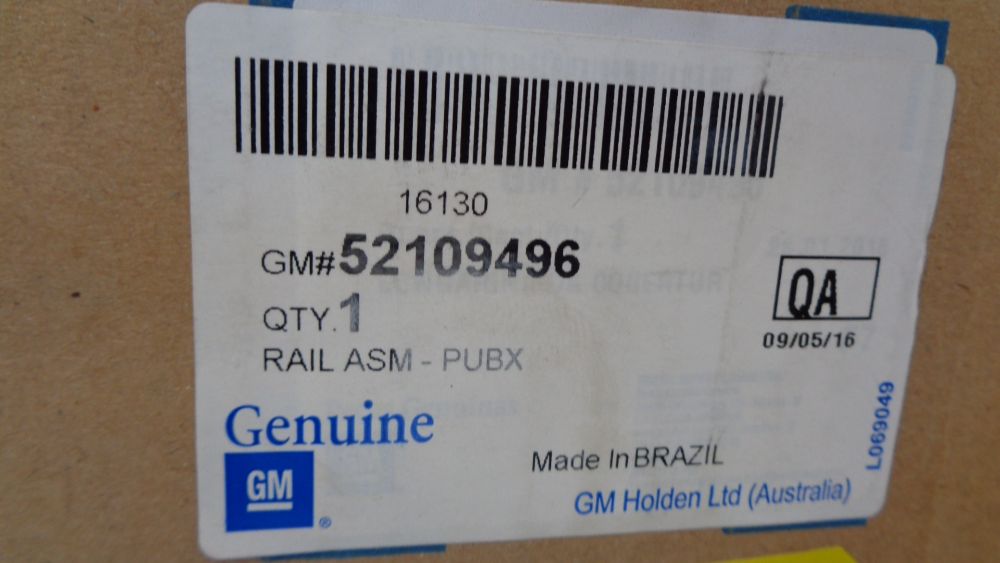 16130
GM# 52109496
QTY. 1
RAIL ASM - PUBX
QA
09/05/16
Genuine
GM ®
Made In BRAZIL
GM Holden Ltd (Australia)
L069049